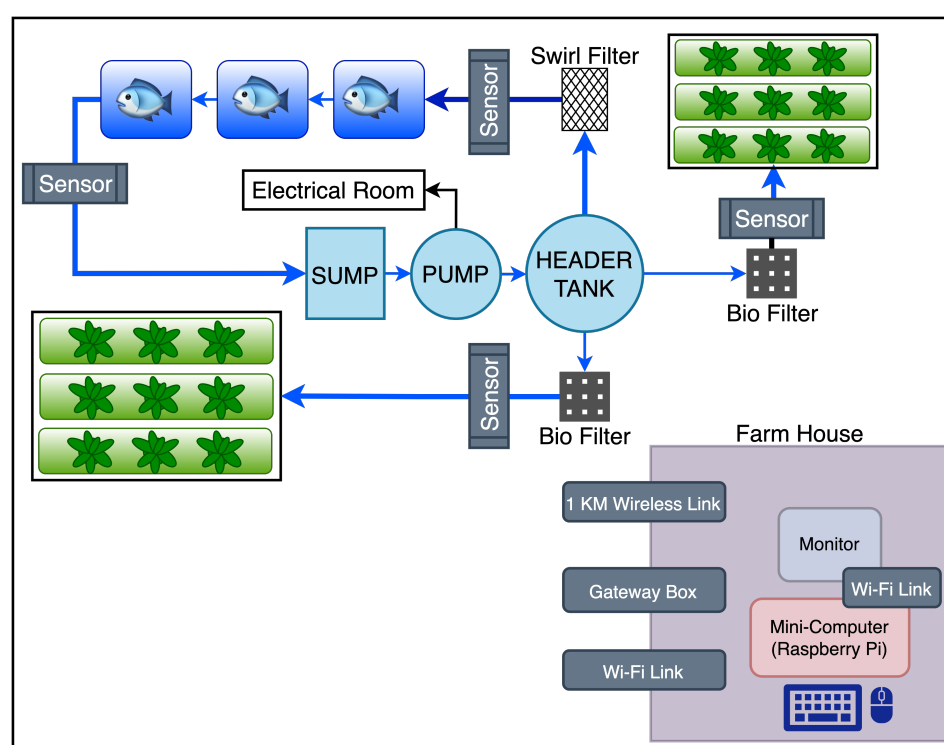 Swirl Filter
Sensor
Sensor
Electrical Room
Sensor
SUMP
PUMP
HEADER
TANK
Bio Filter
Sensor
Bio Filter
Farm House
1 KM Wireless Link
Monitor
Gateway Box
Wi-Fi Link
Mini-Computer
(Raspberry Pi)
Wi-Fi Link